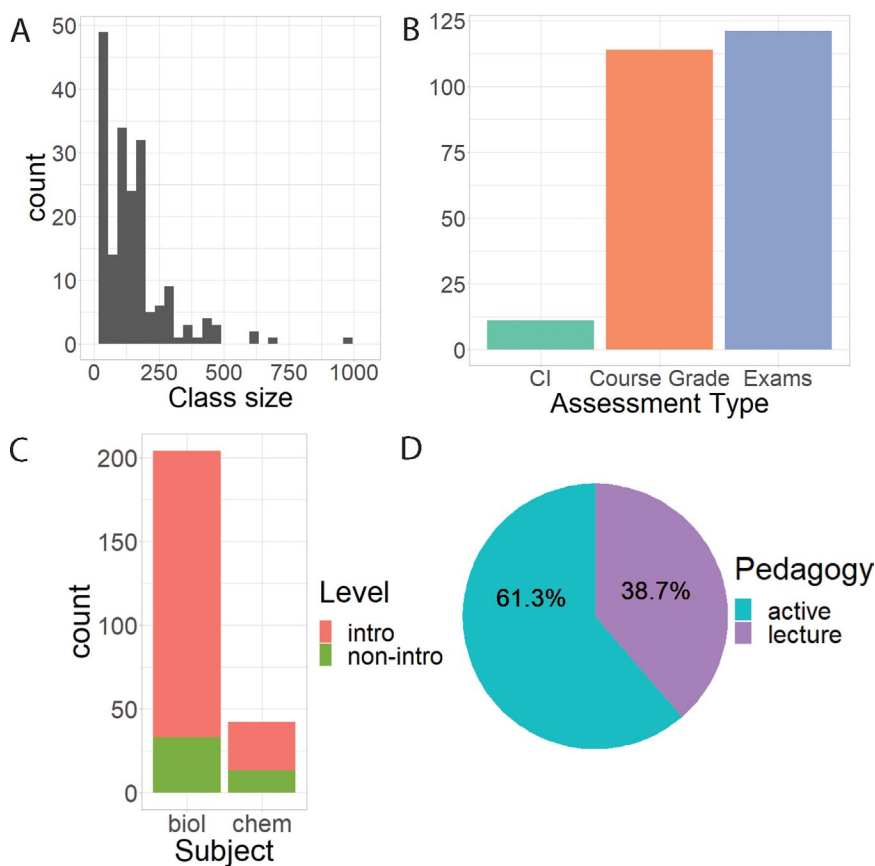 A
50
40
30
20
10
0
count
0 250 500 750 1000
Class size
B
125
100
75
50
25
0
CI Course Grade Exams
Assessment Type
C
200
150
100
50
0
count
biol chem
Subject
Level
intro
non-intro
D
61.3% 38.7%
Pedagogy
active
lecture